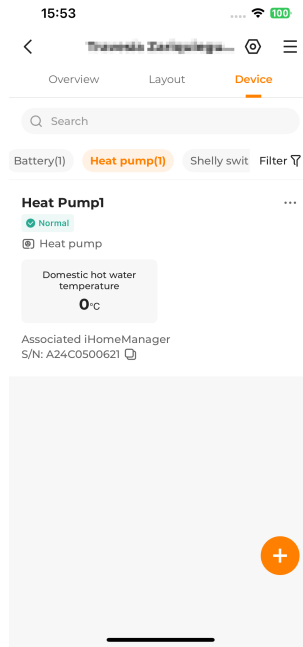 15:53
100
Overview
Layout
Device
Search
Battery(1)
Heat pump(1)
Shelly swit
Filter
Heat Pump1
Normal
Heat pump
Domestic hot water
temperature
0°C
Associated iHomeManager
S/N: A24C0500621